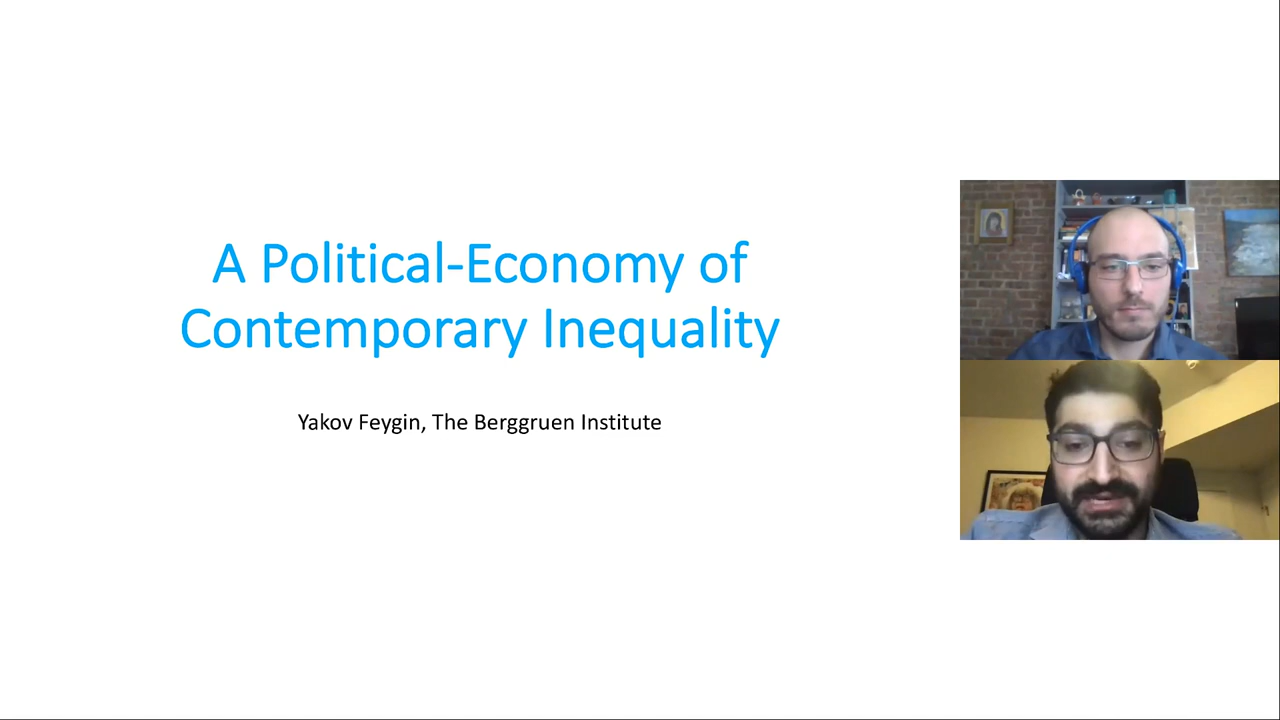 A Political-Economy of
Contemporary Inequality
Yakov Feygin, The Berggruen Institute